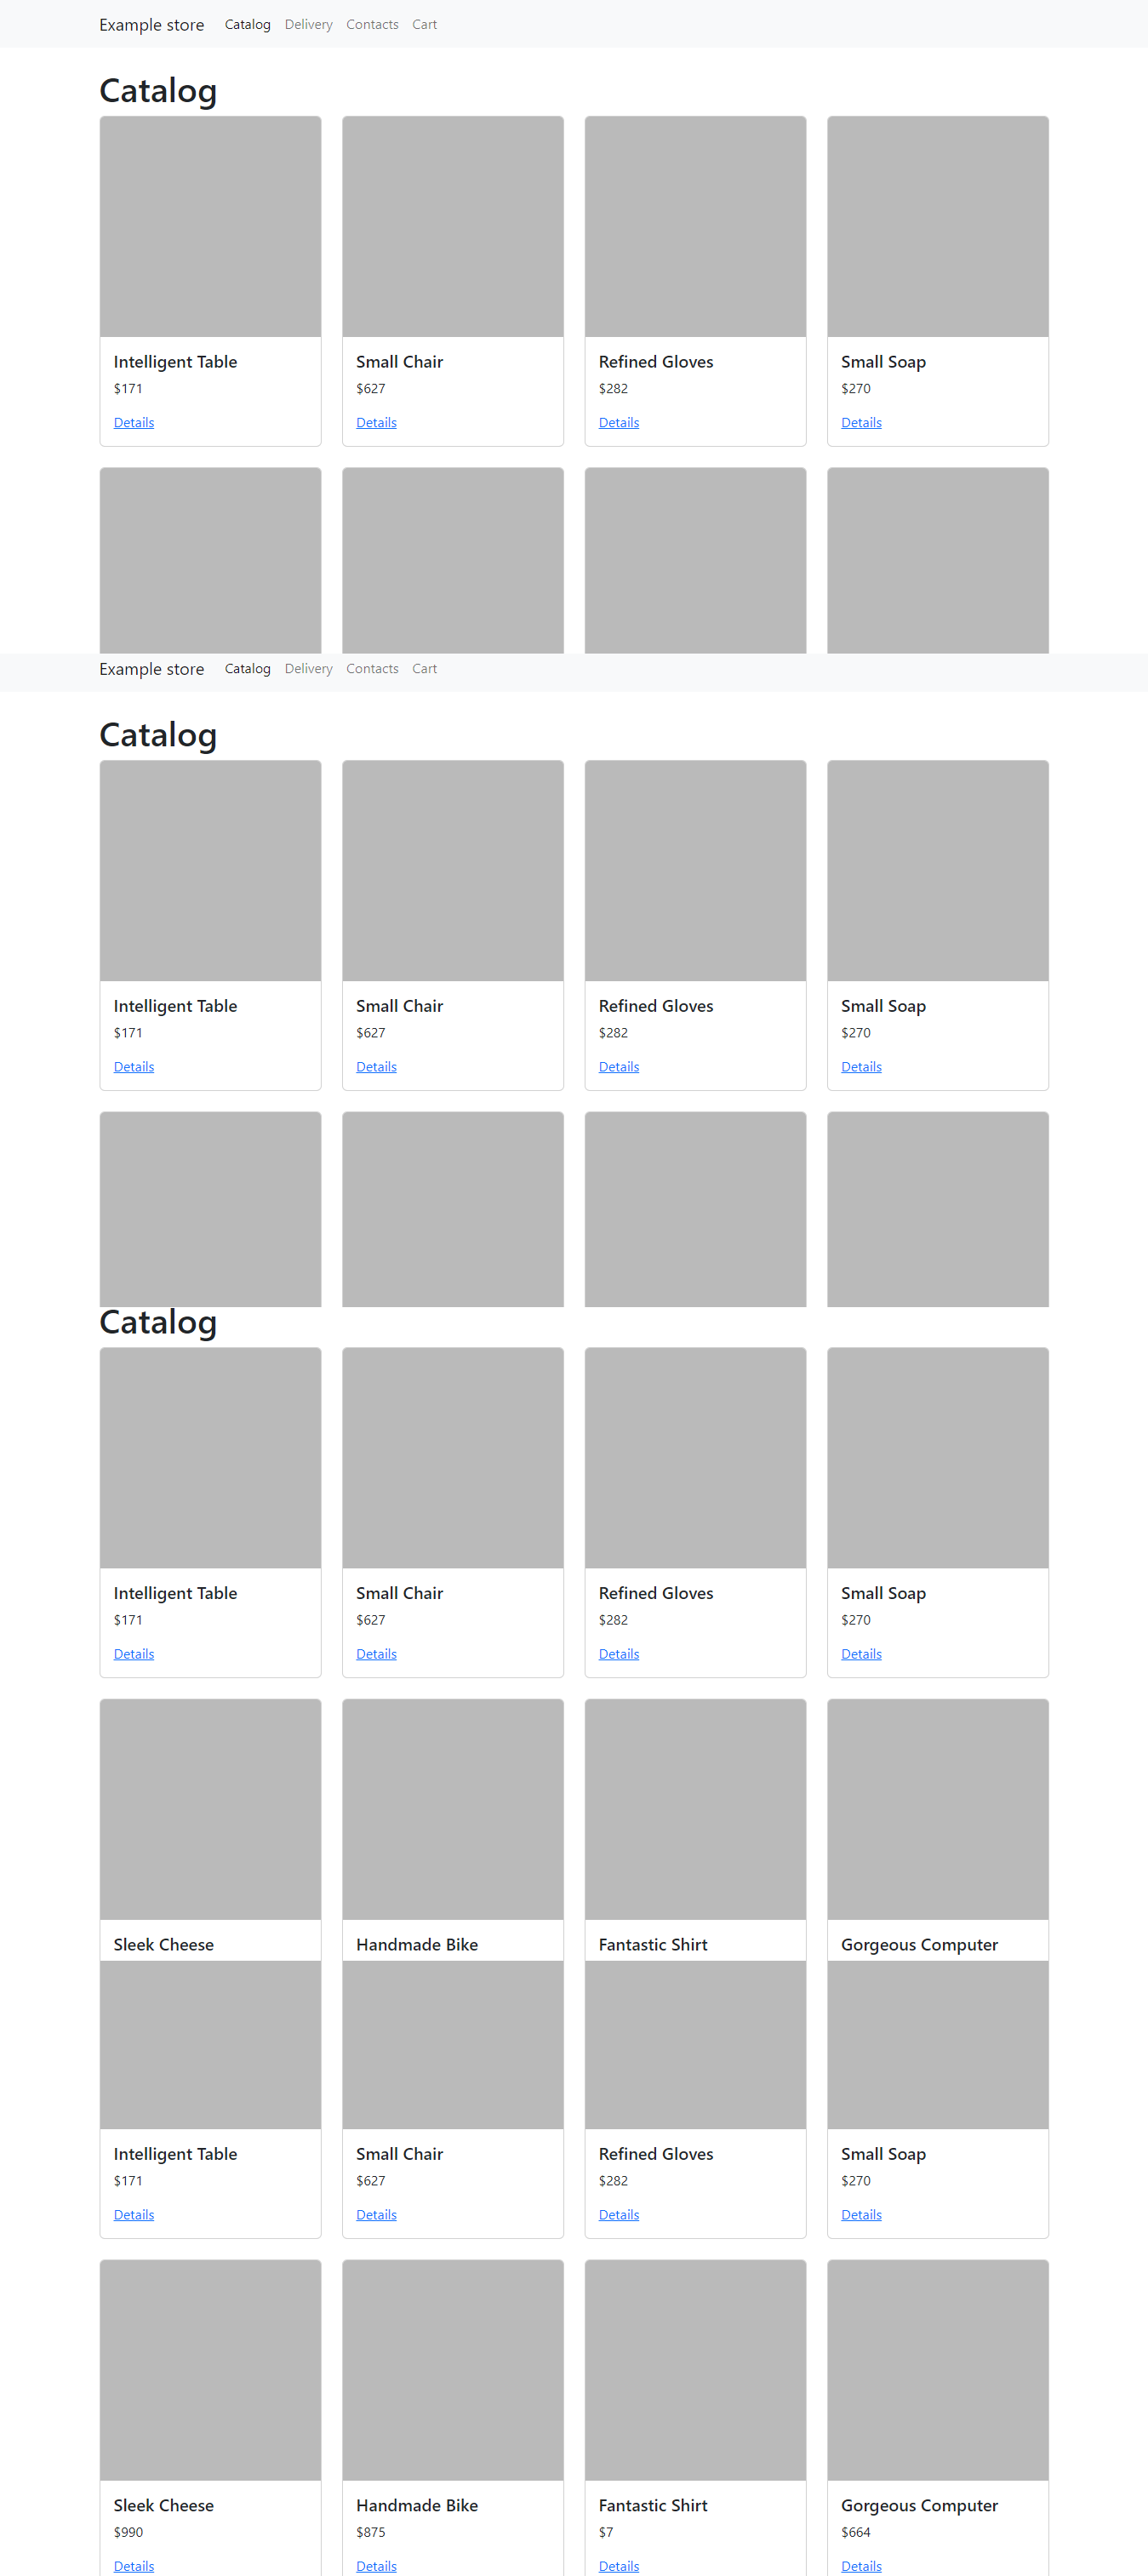 Example store Catalog Delivery Contacts Cart
Catalog
Intelligent Table Small Chair Refined Gloves Small Soap
$171 $627 $282 $270
Details Details Details Details
Example store Catalog Delivery Contacts Cart
Catalog
Intelligent Table Small Chair Refined Gloves Small Soap
$171 $627 $282 $270
Details Details Details Details
Catalog
Intelligent Table Small Chair Refined Gloves Small Soap
$171 $627 $282 $270
Details Details Details Details
Sleek Cheese Handmade Bike Fantastic Shirt Gorgeous Computer
Intelligent Table Small Chair Refined Gloves Small Soap
$171 $627 $282 $270
Details Details Details Details
Sleek Cheese Handmade Bike Fantastic Shirt Gorgeous Computer
$990 $875 $7 $664
Details Details Details Details